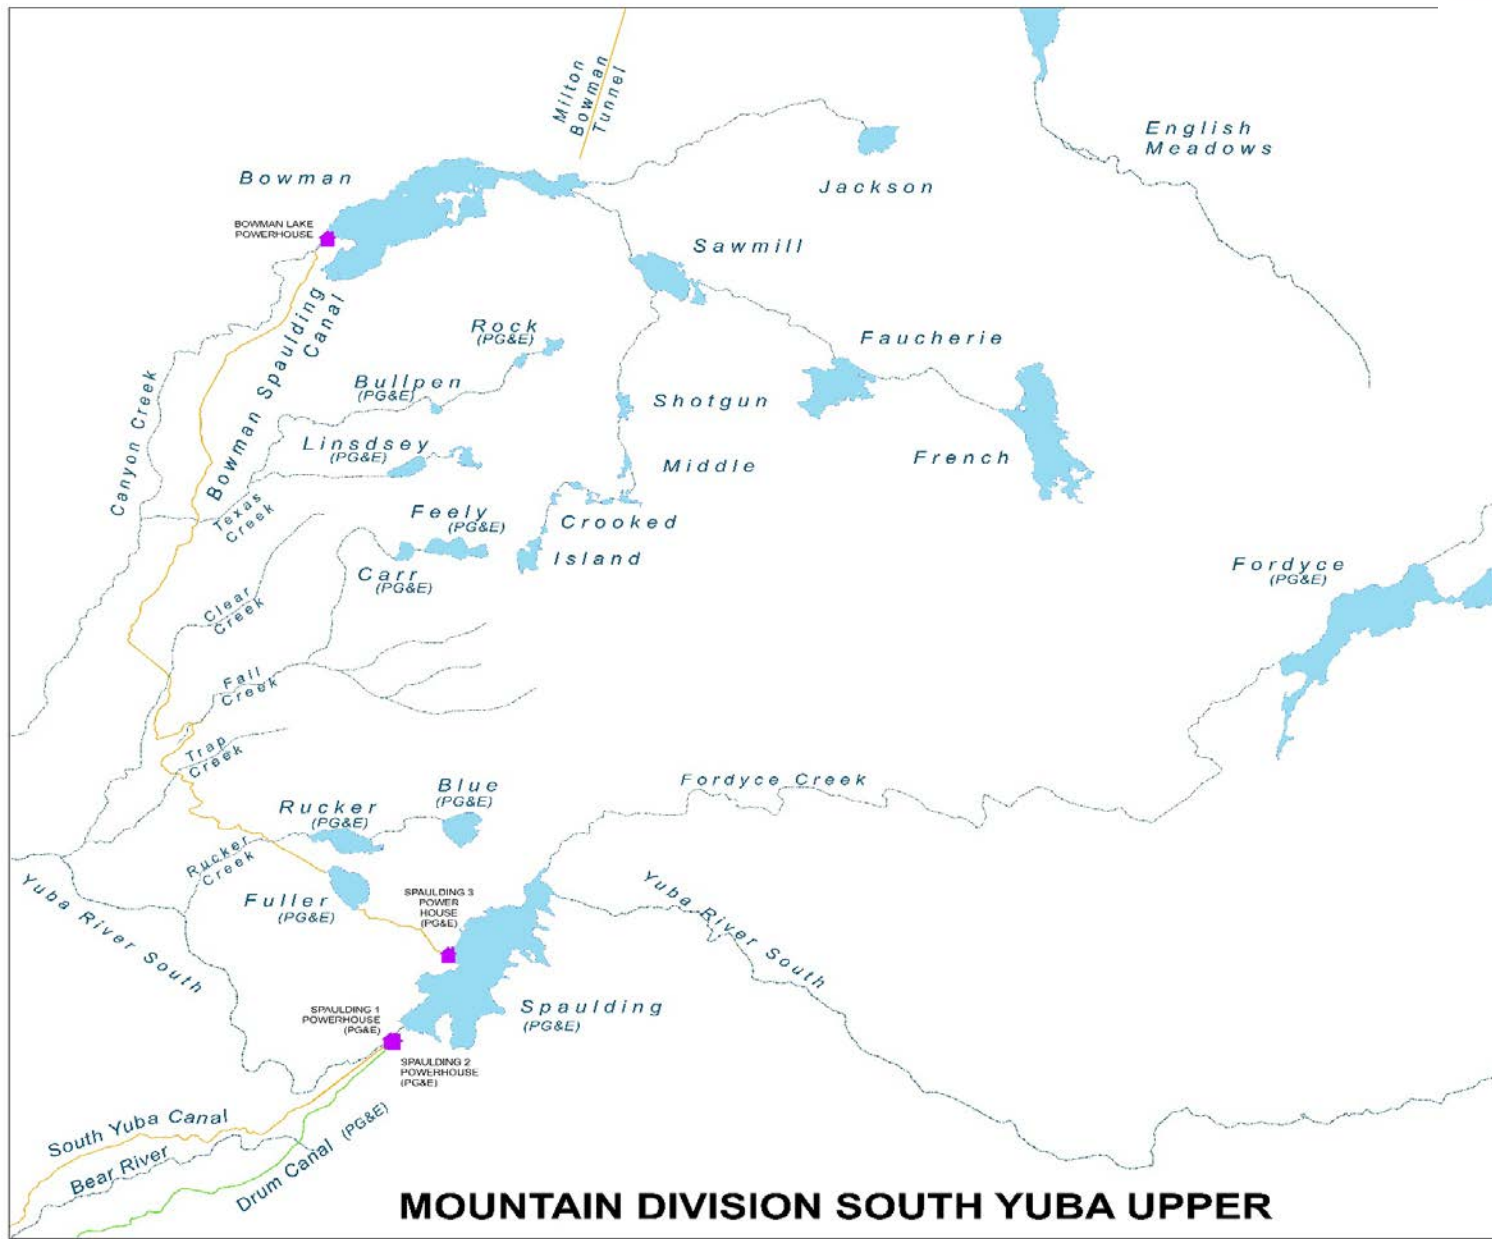 Milton
Bowman
Tunnel
English
Meadows
Bowman
Jackson
BOWMAN LAKE
POWERHOUSE
Sawmill
Bowman Spaulding
Canal
Rock
(PG&E)
Faucherie
Bullpen
(PG&E)
Canyon Creek
Shotgun
Linsdsey
(PG&E)
Middle
French
Texas
Creek
Feely
(PG&E)
Crooked
Island
Carr
(PG&E)
Fordyce
(PG&E)
Clear
Creek
Fall
Creek
Trap
Creek
Fordyce Creek
Blue
(PG&E)
Rucker
(PG&E)
Rucker
Creek
Yuba River South
Fuller
(PG&E)
SPAULDING 3
POWER
HOUSE
(PG&E)
Yuba River South
Spaulding
(PG&E)
SPAULDING 1
POWERHOUSE
(PG&E)
SPAULDING 2
POWERHOUSE
(PG&E)
South Yuba Canal
Bear River
Drum Canal (PG&E)
MOUNTAIN DIVISION SOUTH YUBA UPPER